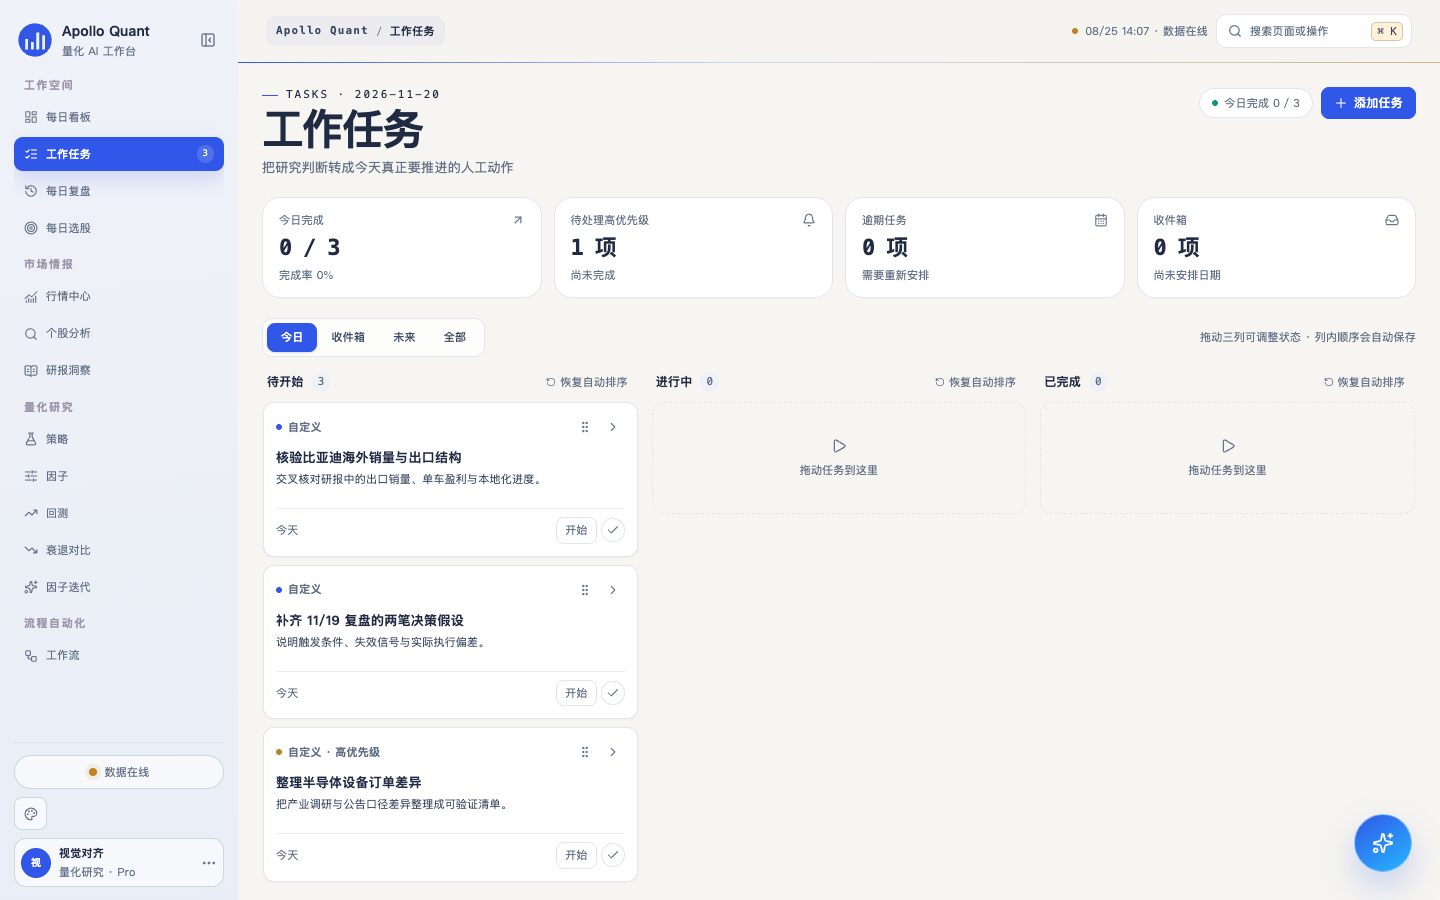 Apollo Quant
量化 AI 工作台
工作空间
每日看板
工作任务 3
每日复盘
每日选股
市场情报
行情中心
个股分析
研报洞察
量化研究
策略
因子
回测
衰退对比
因子迭代
流程自动化
工作流
数据在线
视
视觉对齐
量化研究 · Pro
Apollo Quant / 工作任务
08/25 14:07 · 数据在线
搜索页面或操作 ⌘ K
TASKS · 2026-11-20
工作任务
把研究判断转成今天真正要推进的人工动作
今日完成 0 / 3
添加任务
今日完成
0 / 3
完成率 0%
待处理高优先级
1 项
尚未完成
逾期任务
0 项
需要重新安排
收件箱
0 项
尚未安排日期
今日 收件箱 未来 全部
拖动三列可调整状态 · 列内顺序会自动保存
待开始 3 恢复自动排序
自定义
核验比亚迪海外销量与出口结构
交叉核对研报中的出口销量、单车盈利与本地化进度。
今天 开始
自定义
补齐 11/19 复盘的两笔决策假设
说明触发条件、失效信号与实际执行偏差。
今天 开始
自定义 · 高优先级
整理半导体设备订单差异
把产业调研与公告口径差异整理成可验证清单。
今天 开始
进行中 0 恢复自动排序
拖动任务到这里
已完成 0 恢复自动排序
拖动任务到这里